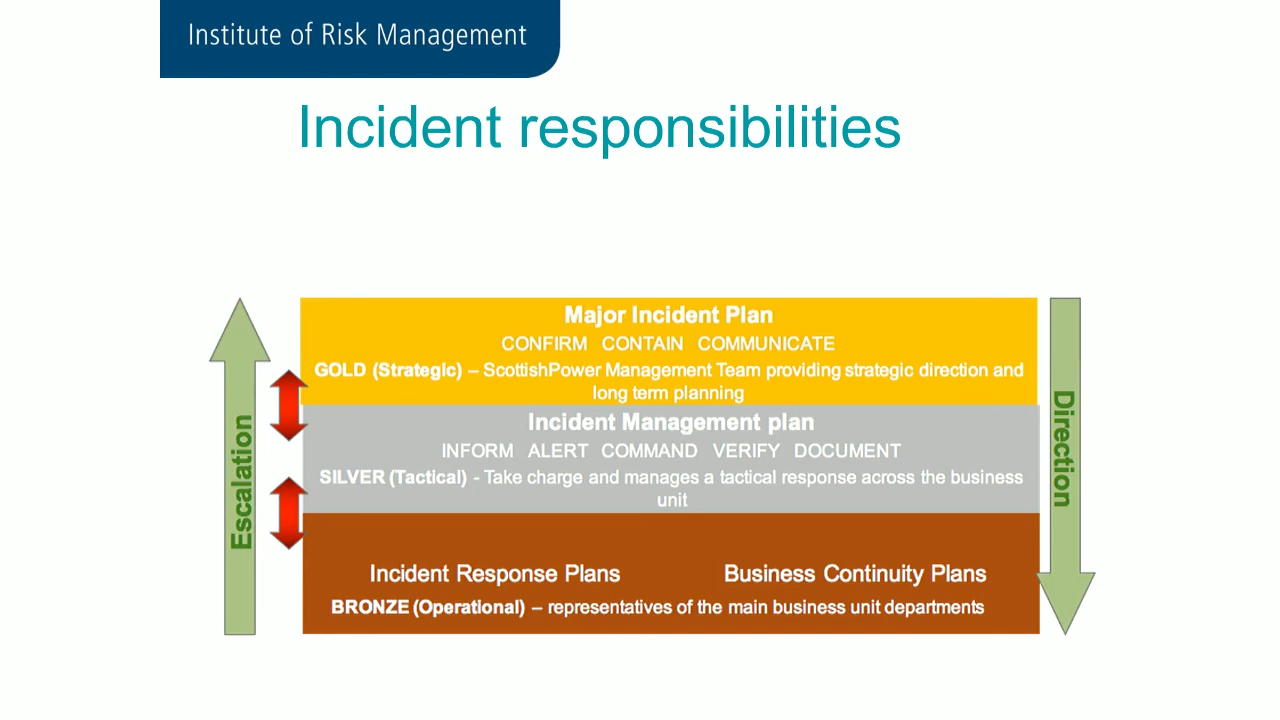 Institute of Risk Management
Incident responsibilities
Major Incident Plan
CONFIRM CONTAIN COMMUNICATE
GOLD (Strategic) – ScottishPower Management Team providing strategic direction and
long term planning
Incident Management plan
INFORM ALERT COMMAND VERIFY DOCUMENT
SILVER (Tactical) - Take charge and manages a tactical response across the business
unit
Incident Response Plans Business Continuity Plans
BRONZE (Operational) – representatives of the main business unit departments
Escalation
Direction